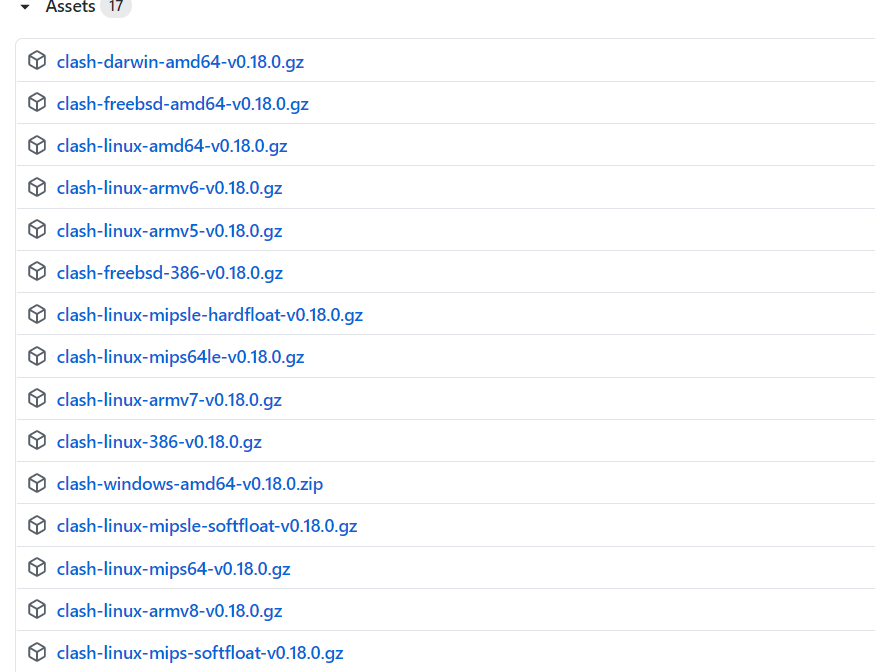 Assets 17
clash-darwin-amd64-v0.18.0.gz
clash-freebsd-amd64-v0.18.0.gz
clash-linux-amd64-v0.18.0.gz
clash-linux-armv6-v0.18.0.gz
clash-linux-armv5-v0.18.0.gz
clash-freebsd-386-v0.18.0.gz
clash-linux-mipsle-hardfloat-v0.18.0.gz
clash-linux-mips64le-v0.18.0.gz
clash-linux-armv7-v0.18.0.gz
clash-linux-386-v0.18.0.gz
clash-windows-amd64-v0.18.0.zip
clash-linux-mipsle-softfloat-v0.18.0.gz
clash-linux-mips64-v0.18.0.gz
clash-linux-armv8-v0.18.0.gz
clash-linux-mips-softfloat-v0.18.0.gz